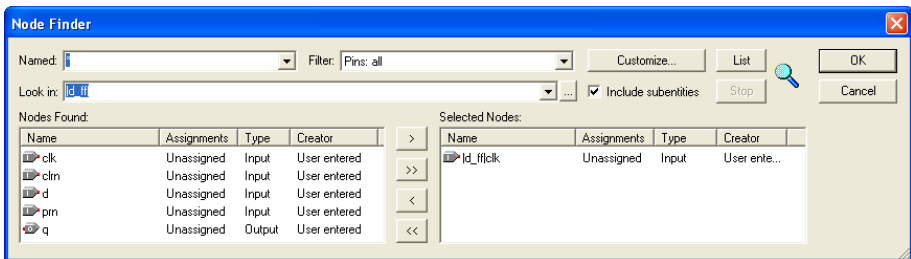 Node Finder
Named: * Filter: Pins: all Customize... List OK
Look in: |d_ff ... Include subentities Stop Cancel
Nodes Found: Selected Nodes:
Name Assignments Type Creator > Name Assignments Type Creator
clk Unassigned Input User entered |d_ff|clk Unassigned Input User ente...
clrn Unassigned Input User entered >>
d Unassigned Input User entered <
prn Unassigned Input User entered
q Unassigned Output User entered <<